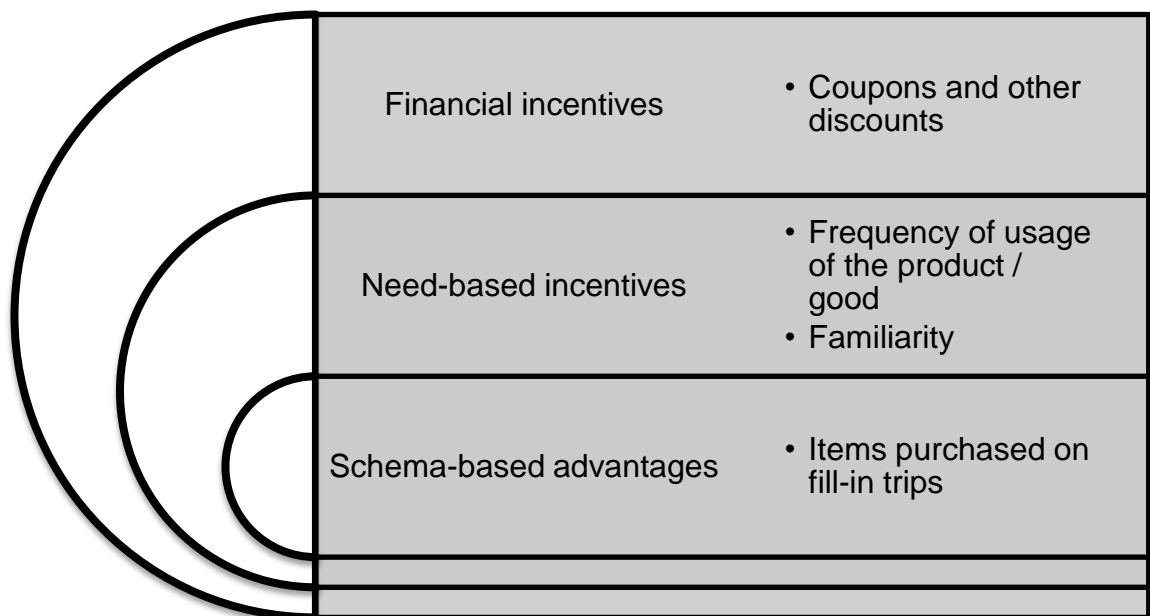 Financial incentives
• Coupons and other
discounts
Need-based incentives
• Frequency of usage
of the product /
good
• Familiarity
Schema-based advantages
• Items purchased on
fill-in trips